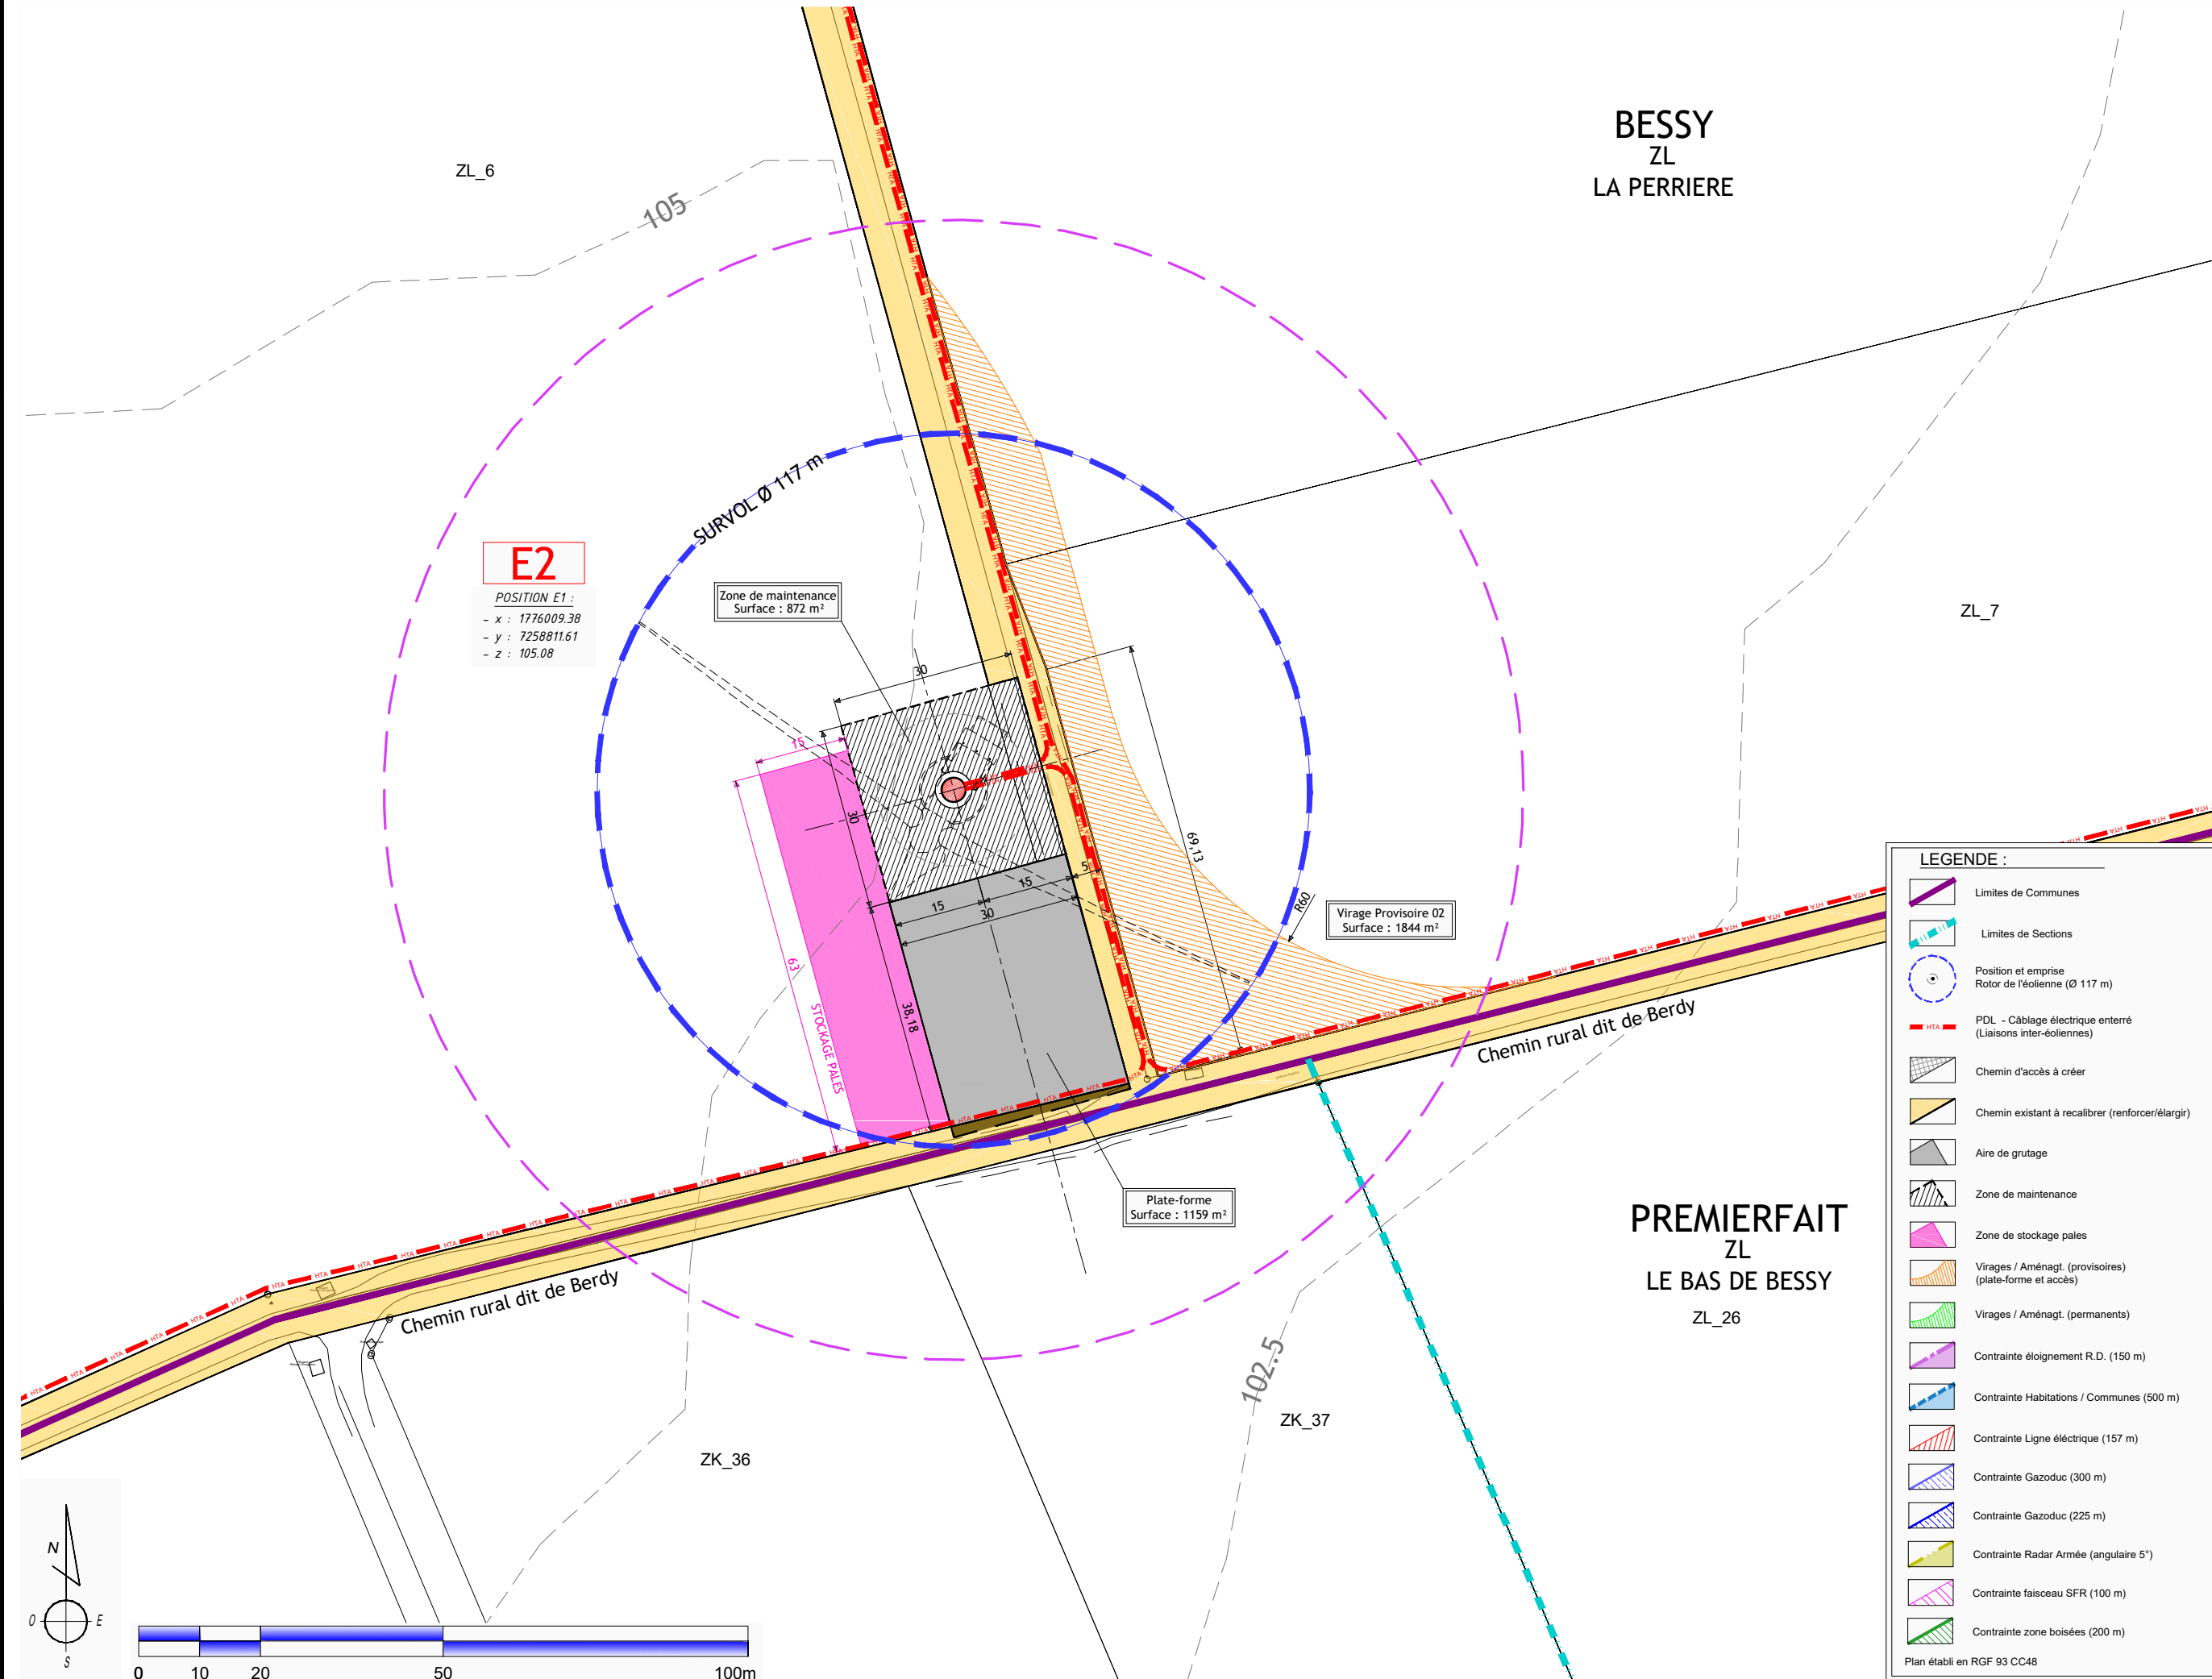 BESSY
ZL
LA PERRIERE
ZL_6
105
SURVOL Ø 117 m
E2
POSITION E1 :
- x : 1776009.38
- y : 7258811.61
- z : 105.08
Zone de maintenance
Surface : 872 m²
ZL_7
30
15
30
69,13
5
15
15
30
R60
Virage Provisoire 02
Surface : 1844 m²
63
38,18
STOCKAGE PALES
HTA
Chemin rural dit de Berdy
Plate-forme
Surface : 1159 m²
Chemin rural dit de Berdy
PREMIERFAIT
ZL
LE BAS DE BESSY
ZL_26
102.5
ZK_37
ZK_36
N
O
E
S
0 10 20 50 100m
LEGENDE :
Limites de Communes
Limites de Sections
Position et emprise
Rotor de l'éolienne (Ø 117 m)
HTA
PDL - Câblage électrique enterré
(Liaisons inter-éoliennes)
Chemin d'accès à créer
Chemin existant à recalibrer (renforcer/élargir)
Aire de grutage
Zone de maintenance
Zone de stockage pales
Virages / Aménagt. (provisoires)
(plate-forme et accès)
Virages / Aménagt. (permanents)
Contrainte éloignement R.D. (150 m)
Contrainte Habitations / Communes (500 m)
Contrainte Ligne éléctrique (157 m)
Contrainte Gazoduc (300 m)
Contrainte Gazoduc (225 m)
Contrainte Radar Armée (angulaire 5°)
Contrainte faisceau SFR (100 m)
Contrainte zone boisées (200 m)
Plan établi en RGF 93 CC48